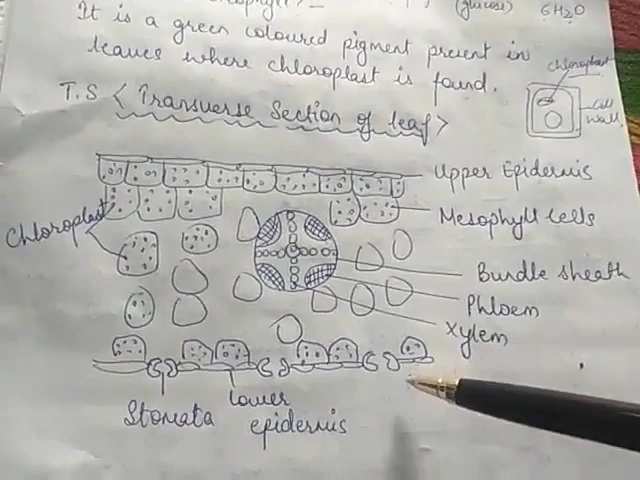 (glucose) 6H2O
It is a green coloured pigment present in
leaves where chloroplast is found.
chloroplast
cell
wall
T.S < Transverse Section of leaf >
Upper Epidermis
Mesophyll cells
Chloroplast
Bundle sheath
Phloem
Xylem
Stomata
lower
epidermis